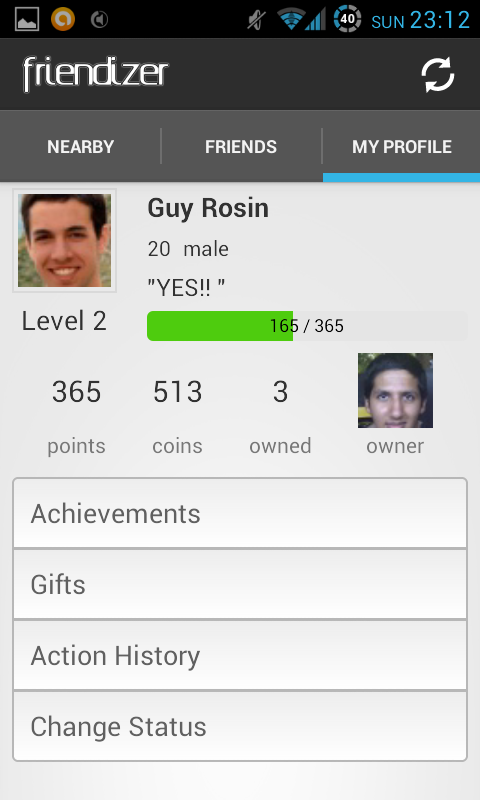 40 SUN 23:12
friendizer
NEARBY FRIENDS MY PROFILE
Guy Rosin
20 male
"YES!! "
Level 2
165 / 365
365 513 3
points coins owned owner
Achievements
Gifts
Action History
Change Status